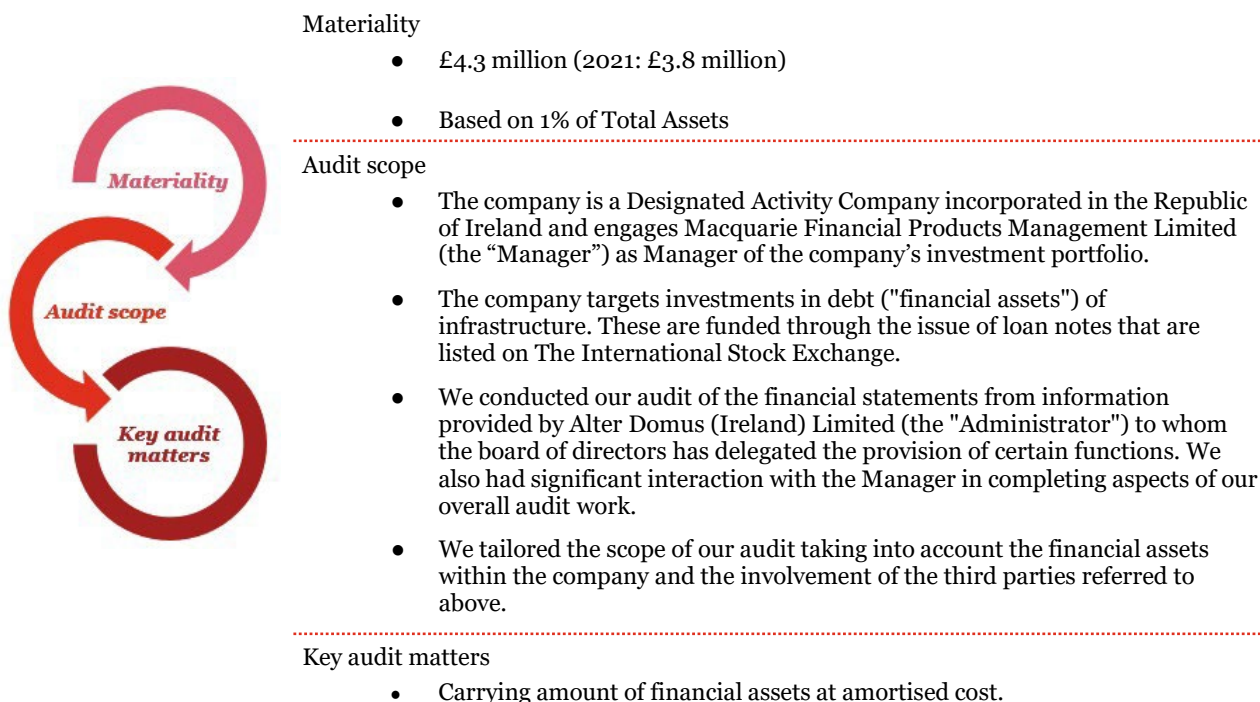 Materiality
● £4.3 million (2021: £3.8 million)
● Based on 1% of Total Assets
Materiality
Audit scope
● The company is a Designated Activity Company incorporated in the Republic
of Ireland and engages Macquarie Financial Products Management Limited
(the “Manager”) as Manager of the company’s investment portfolio.
Audit scope
● The company targets investments in debt ("financial assets") of
infrastructure. These are funded through the issue of loan notes that are
listed on The International Stock Exchange.
● We conducted our audit of the financial statements from information
provided by Alter Domus (Ireland) Limited (the "Administrator") to whom
the board of directors has delegated the provision of certain functions. We
also had significant interaction with the Manager in completing aspects of our
overall audit work.
Key audit
matters
● We tailored the scope of our audit taking into account the financial assets
within the company and the involvement of the third parties referred to
above.
Key audit matters
● Carrying amount of financial assets at amortised cost.